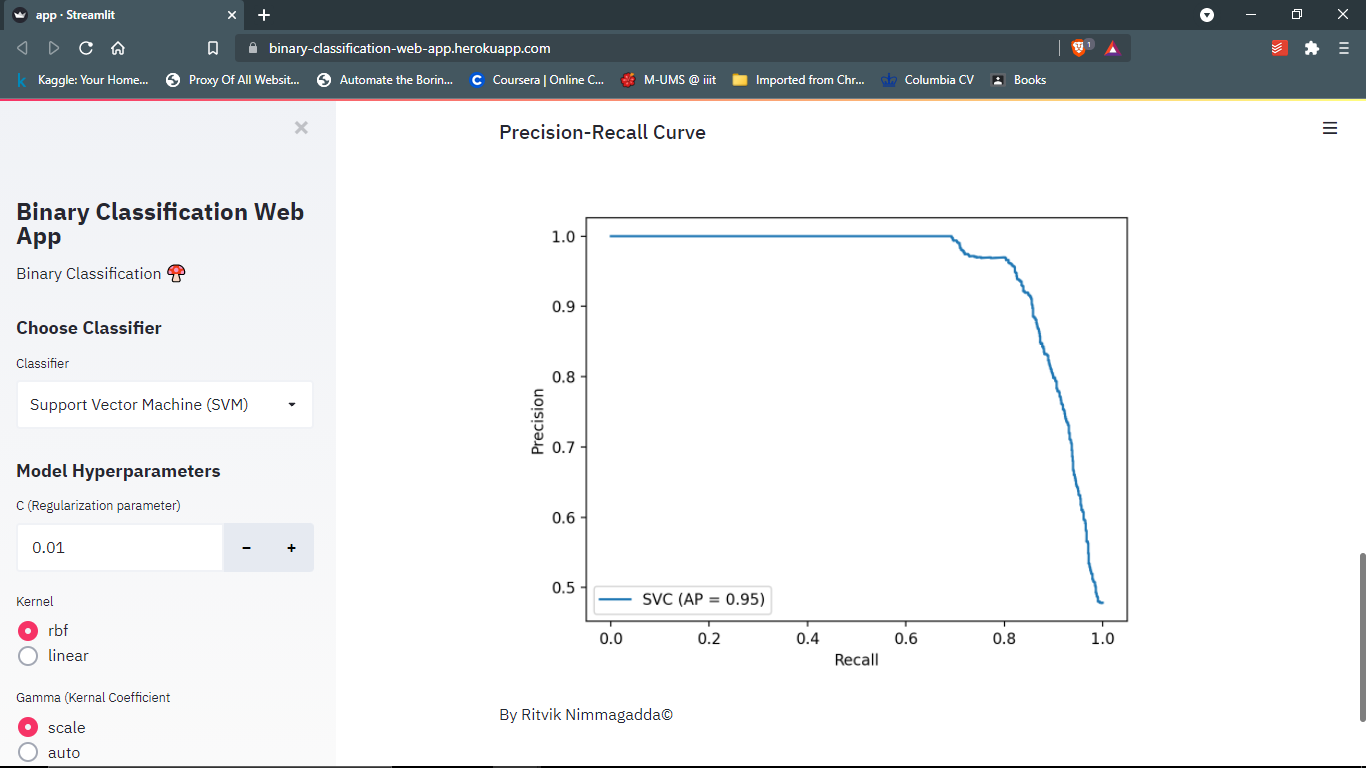 app · Streamlit
binary-classification-web-app.herokuapp.com
1
Kaggle: Your Home...
Proxy Of All Websit...
Automate the Borin...
Coursera | Online C...
M-UMS @ iiit
Imported from Chr...
Columbia CV
Books
Binary Classification Web
App
Binary Classification
Choose Classifier
Classifier
Support Vector Machine (SVM)
Model Hyperparameters
C (Regularization parameter)
0.01
Kernel
rbf
linear
Gamma (Kernal Coefficient
scale
auto
Precision-Recall Curve
1.0
0.9
0.8
0.7
0.6
0.5
Precision
SVC (AP = 0.95)
0.0 0.2 0.4 0.6 0.8 1.0
Recall
By Ritvik Nimmagadda©